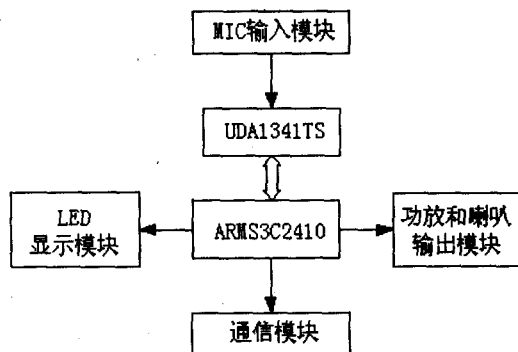 MIC输入模块
UDA1341TS
LED
显示模块
ARMS3C2410
功放和喇叭
输出模块
通信模块